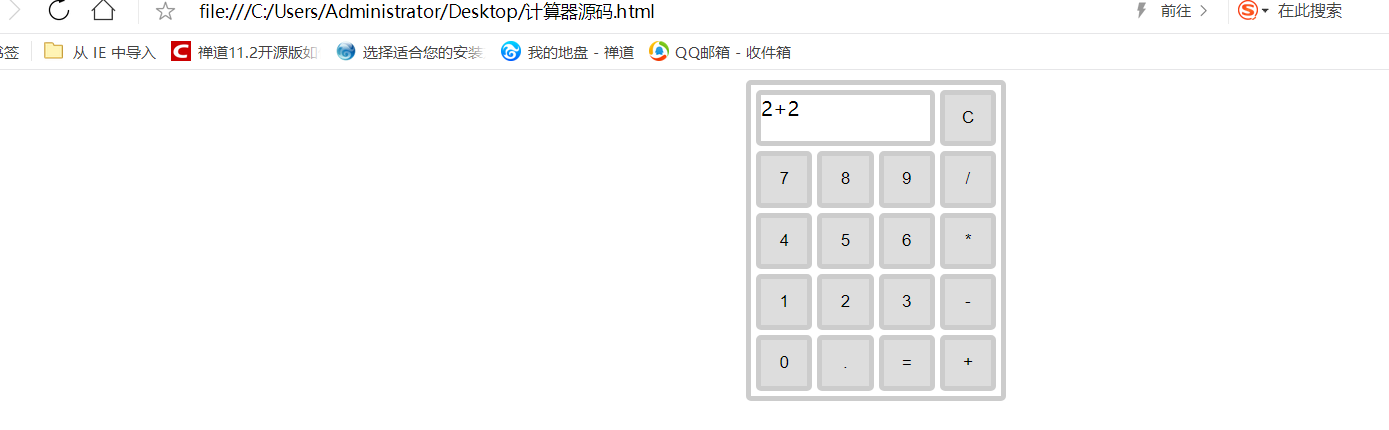 file:///C:/Users/Administrator/Desktop/计算器源码.html 前往 在此搜索
书签 从 IE 中导入 禅道11.2开源版如 选择适合您的安装 我的地盘 - 禅道 QQ邮箱 - 收件箱
2+2 C
7 8 9 /
4 5 6 *
1 2 3 -
0 . = +